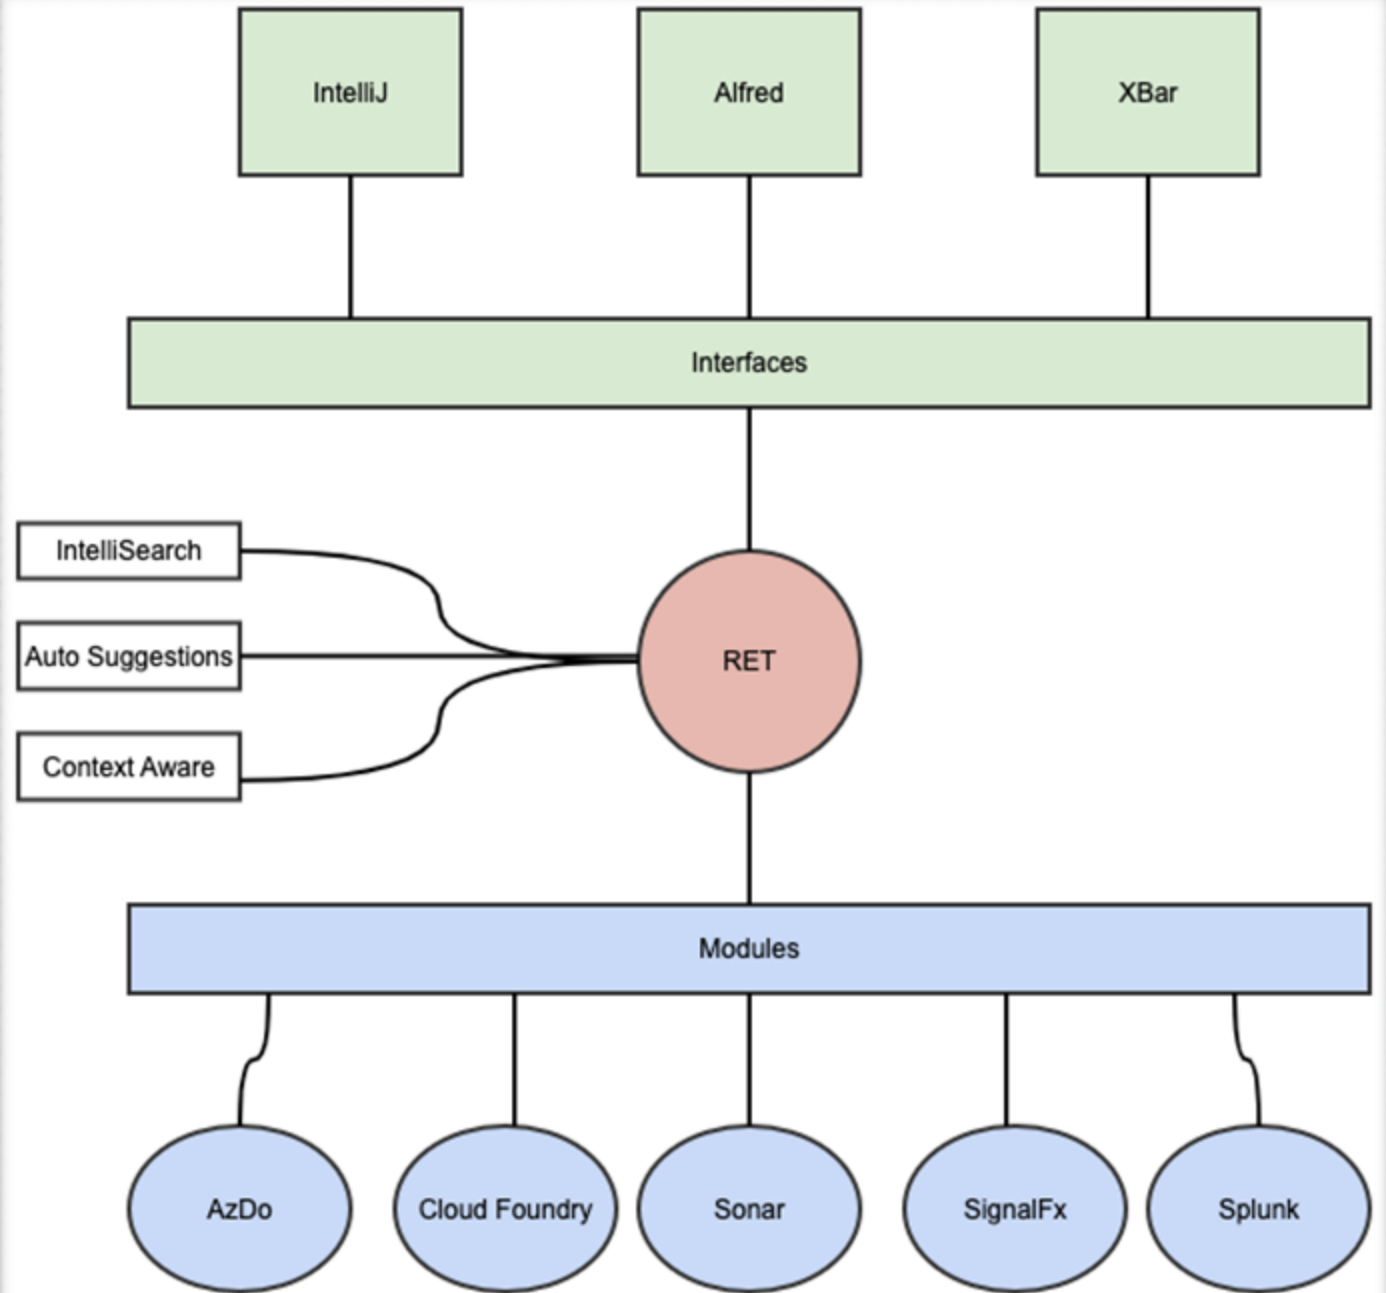 IntelliJ
Alfred
XBar
Interfaces
IntelliSearch
Auto Suggestions
Context Aware
RET
Modules
AzDo
Cloud Foundry
Sonar
SignalFx
Splunk